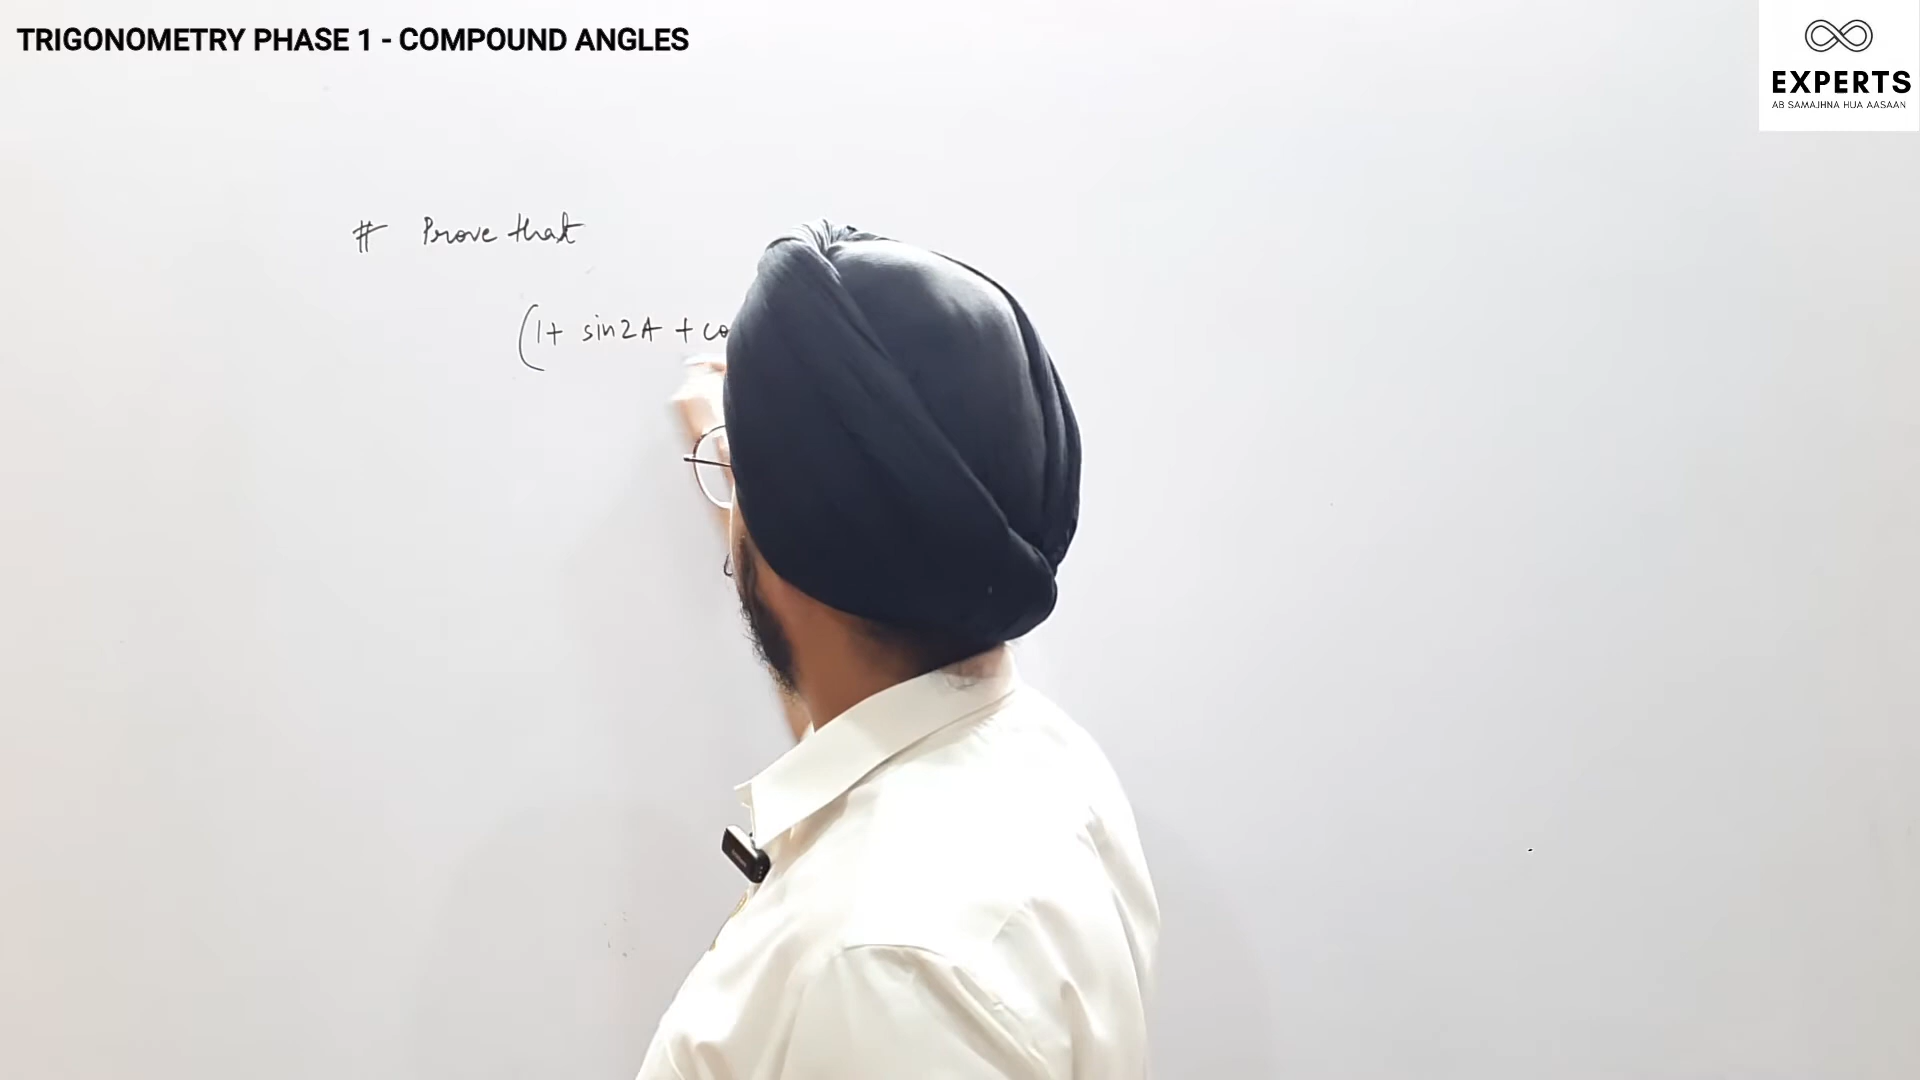 TRIGONOMETRY PHASE 1 - COMPOUND ANGLES
EXPERTS
AB SAMAJHNA HUA AASAAN
# Prove that
(1+ sin2A + co